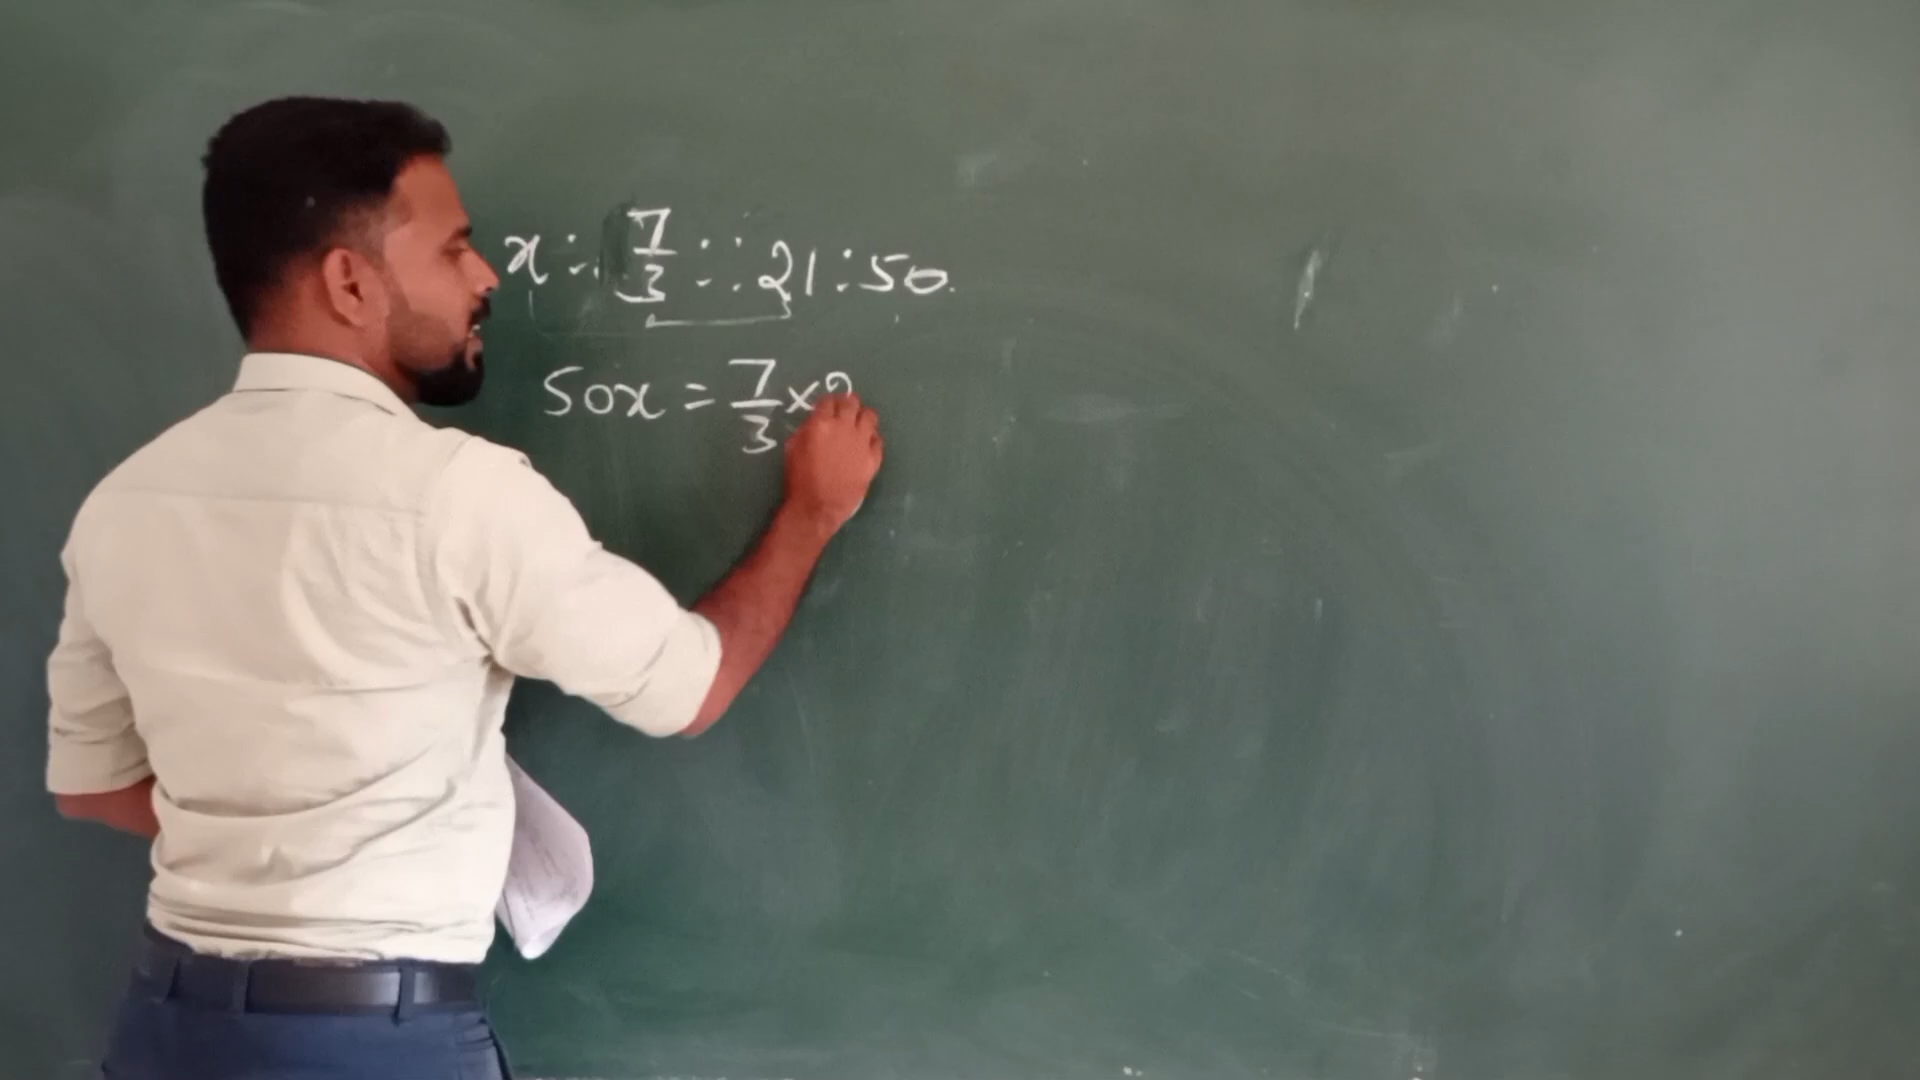 x : 7/3 :: 21 : 50.
50x = 7/3 × 2